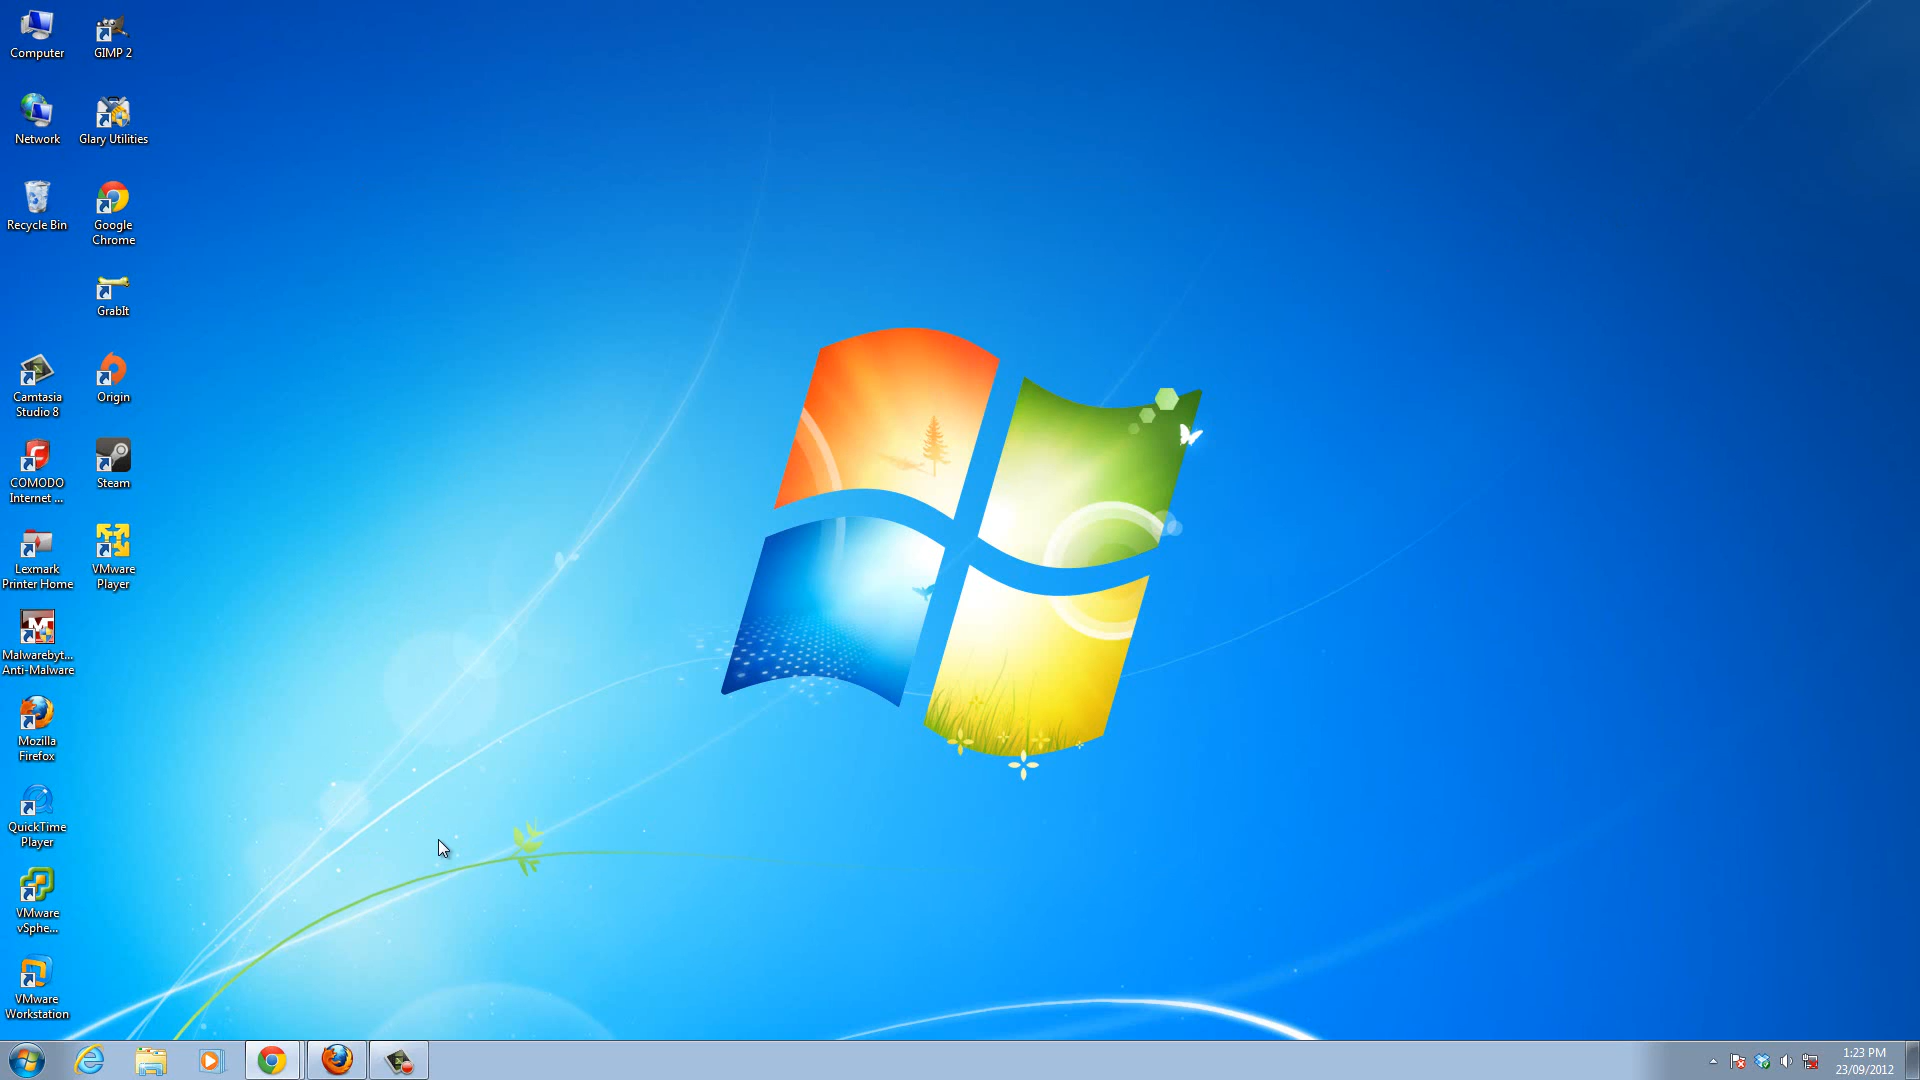 Computer
GIMP 2
Network
Glary Utilities
Recycle Bin
Google
Chrome
GrabIt
Camtasia
Studio 8
Origin
COMODO
Internet ...
Steam
Lexmark
Printer Home
VMware
Player
Malwarebyt...
Anti-Malware
Mozilla
Firefox
QuickTime
Player
VMware
vSphe...
VMware
Workstation
1:23 PM
23/09/2012